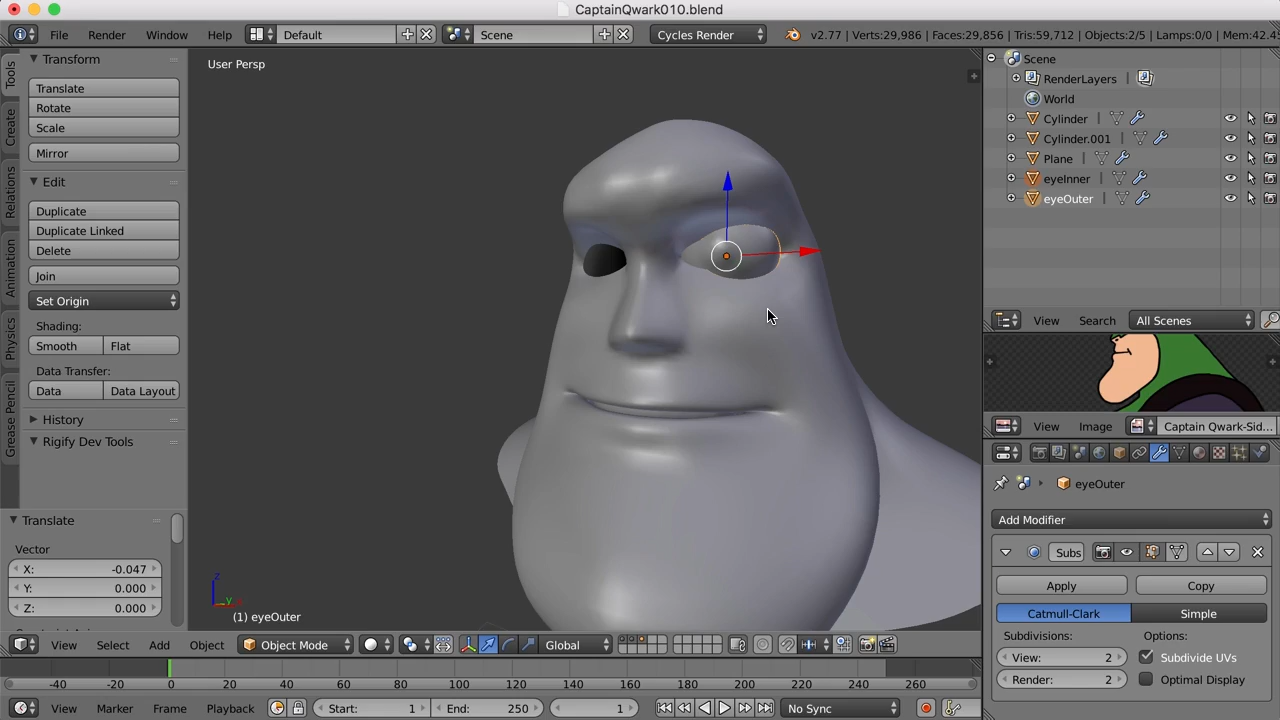 CaptainQwark010.blend
File Render Window Help Default Scene Cycles Render v2.77 | Verts:29,986 | Faces:29,856 | Tris:59,712 | Objects:2/5 | Lamps:0/0 | Mem:42.4
Tools
Create
Relations
Animation
Physics
Grease Pencil
Transform
Translate
Rotate
Scale
Mirror
Edit
Duplicate
Duplicate Linked
Delete
Join
Set Origin
Shading:
Smooth Flat
Data Transfer:
Data Data Layout
History
Rigify Dev Tools
Translate
Vector
X: -0.047
Y: 0.000
Z: 0.000
User Persp
z
y
(1) eyeOuter
View Select Add Object Object Mode Global
-40 -20 0 20 40 60 80 100 120 140 160 180 200 220 240 260
View Marker Frame Playback Start: 1 End: 250 1 No Sync
Scene
RenderLayers |
World
Cylinder |
Cylinder.001 |
Plane |
eyeInner |
eyeOuter |
View Search All Scenes
View Image Captain Qwark-Sid...
eyeOuter
Add Modifier
Subs
Apply Copy
Catmull-Clark Simple
Subdivisions: Options:
View: 2 Subdivide UVs
Render: 2 Optimal Display